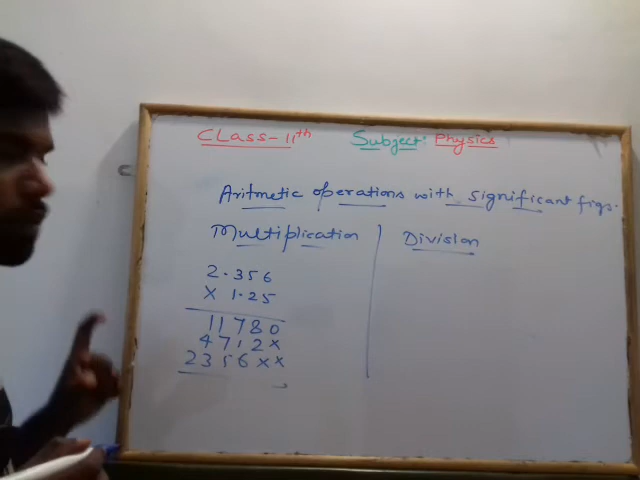 CLass-11th Subject: Physics
Aritmetic operations with significant figs.
Multiplication Division
2.356
X 1.25
11780
4712x
2356xx